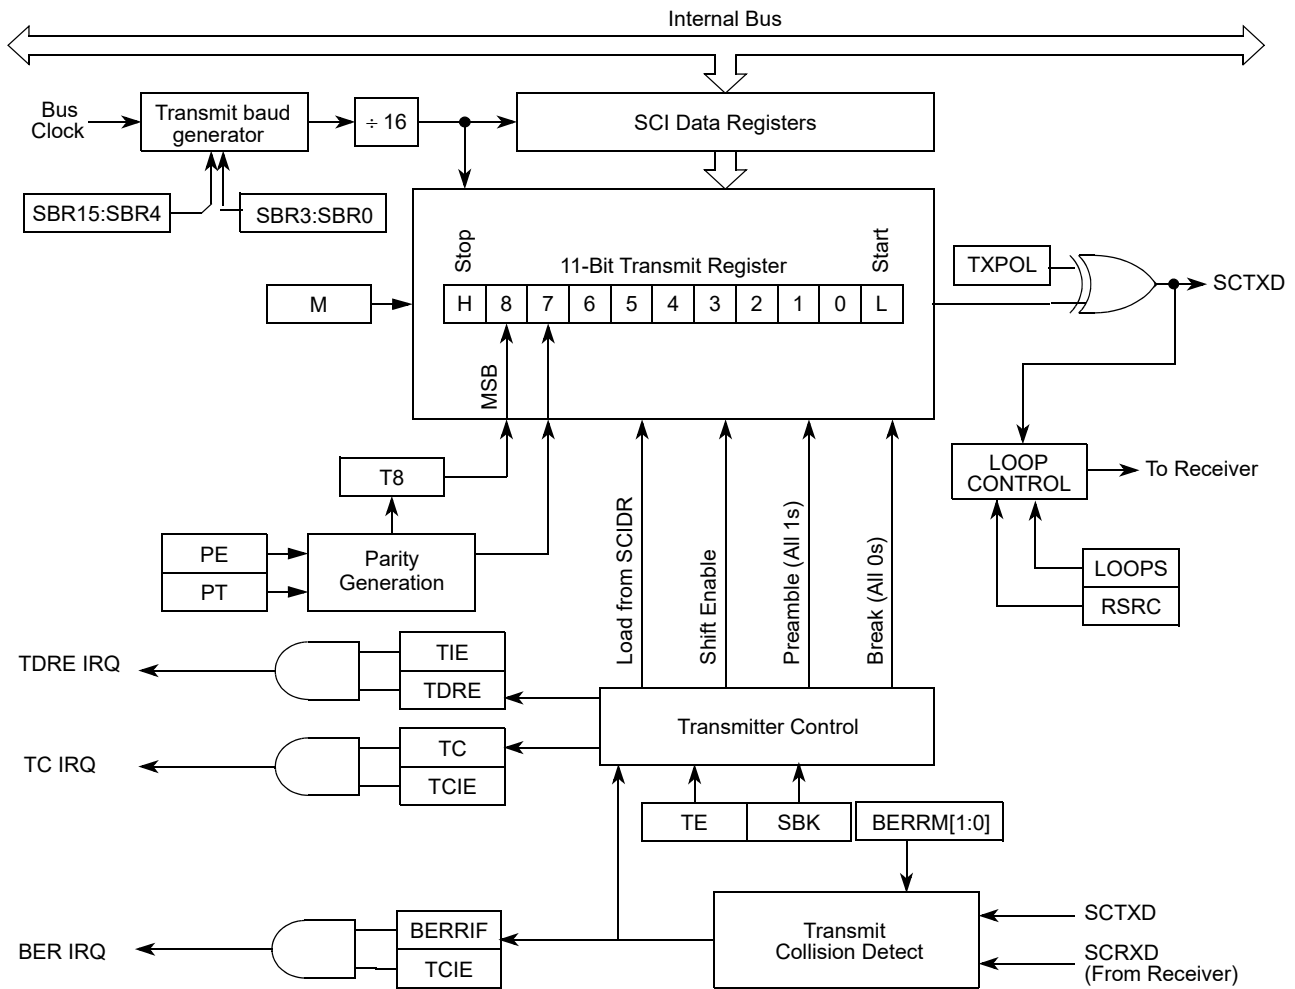 Internal Bus
Bus
Clock
Transmit baud
generator
÷ 16
SCI Data Registers
SBR15:SBR4
SBR3:SBR0
Stop
11-Bit Transmit Register
Start
H 8 7 6 5 4 3 2 1 0 L
M
MSB
TXPOL
SCTXD
LOOP
CONTROL
To Receiver
LOOPS
RSRC
T8
PE
PT
Parity
Generation
Load from SCIDR
Shift Enable
Preamble (All 1s)
Break (All 0s)
TDRE IRQ
TIE
TDRE
TC IRQ
TC
TCIE
Transmitter Control
TE
SBK
BERRM[1:0]
BER IRQ
BERRIF
TCIE
Transmit
Collision Detect
SCTXD
SCRXD
(From Receiver)